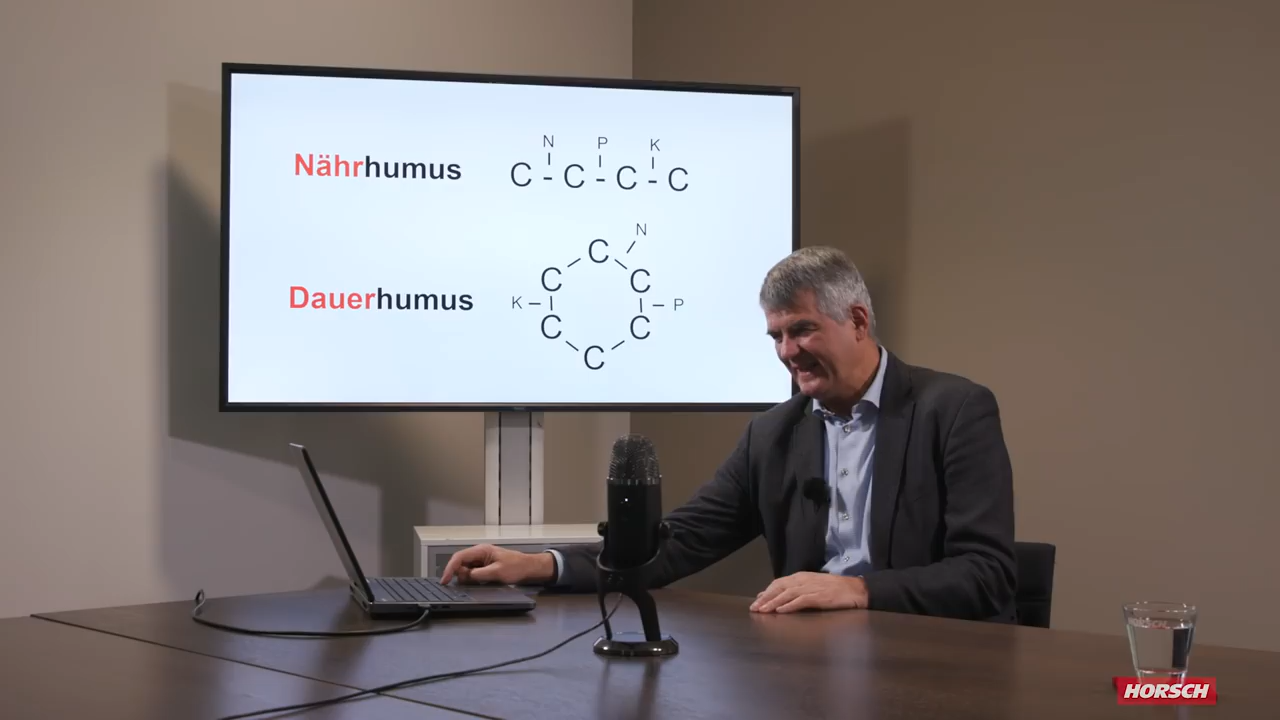 Nährhumus
N P K
C - C - C - C
Dauerhumus
N
C
C C
K P
C C
C
HORSCH